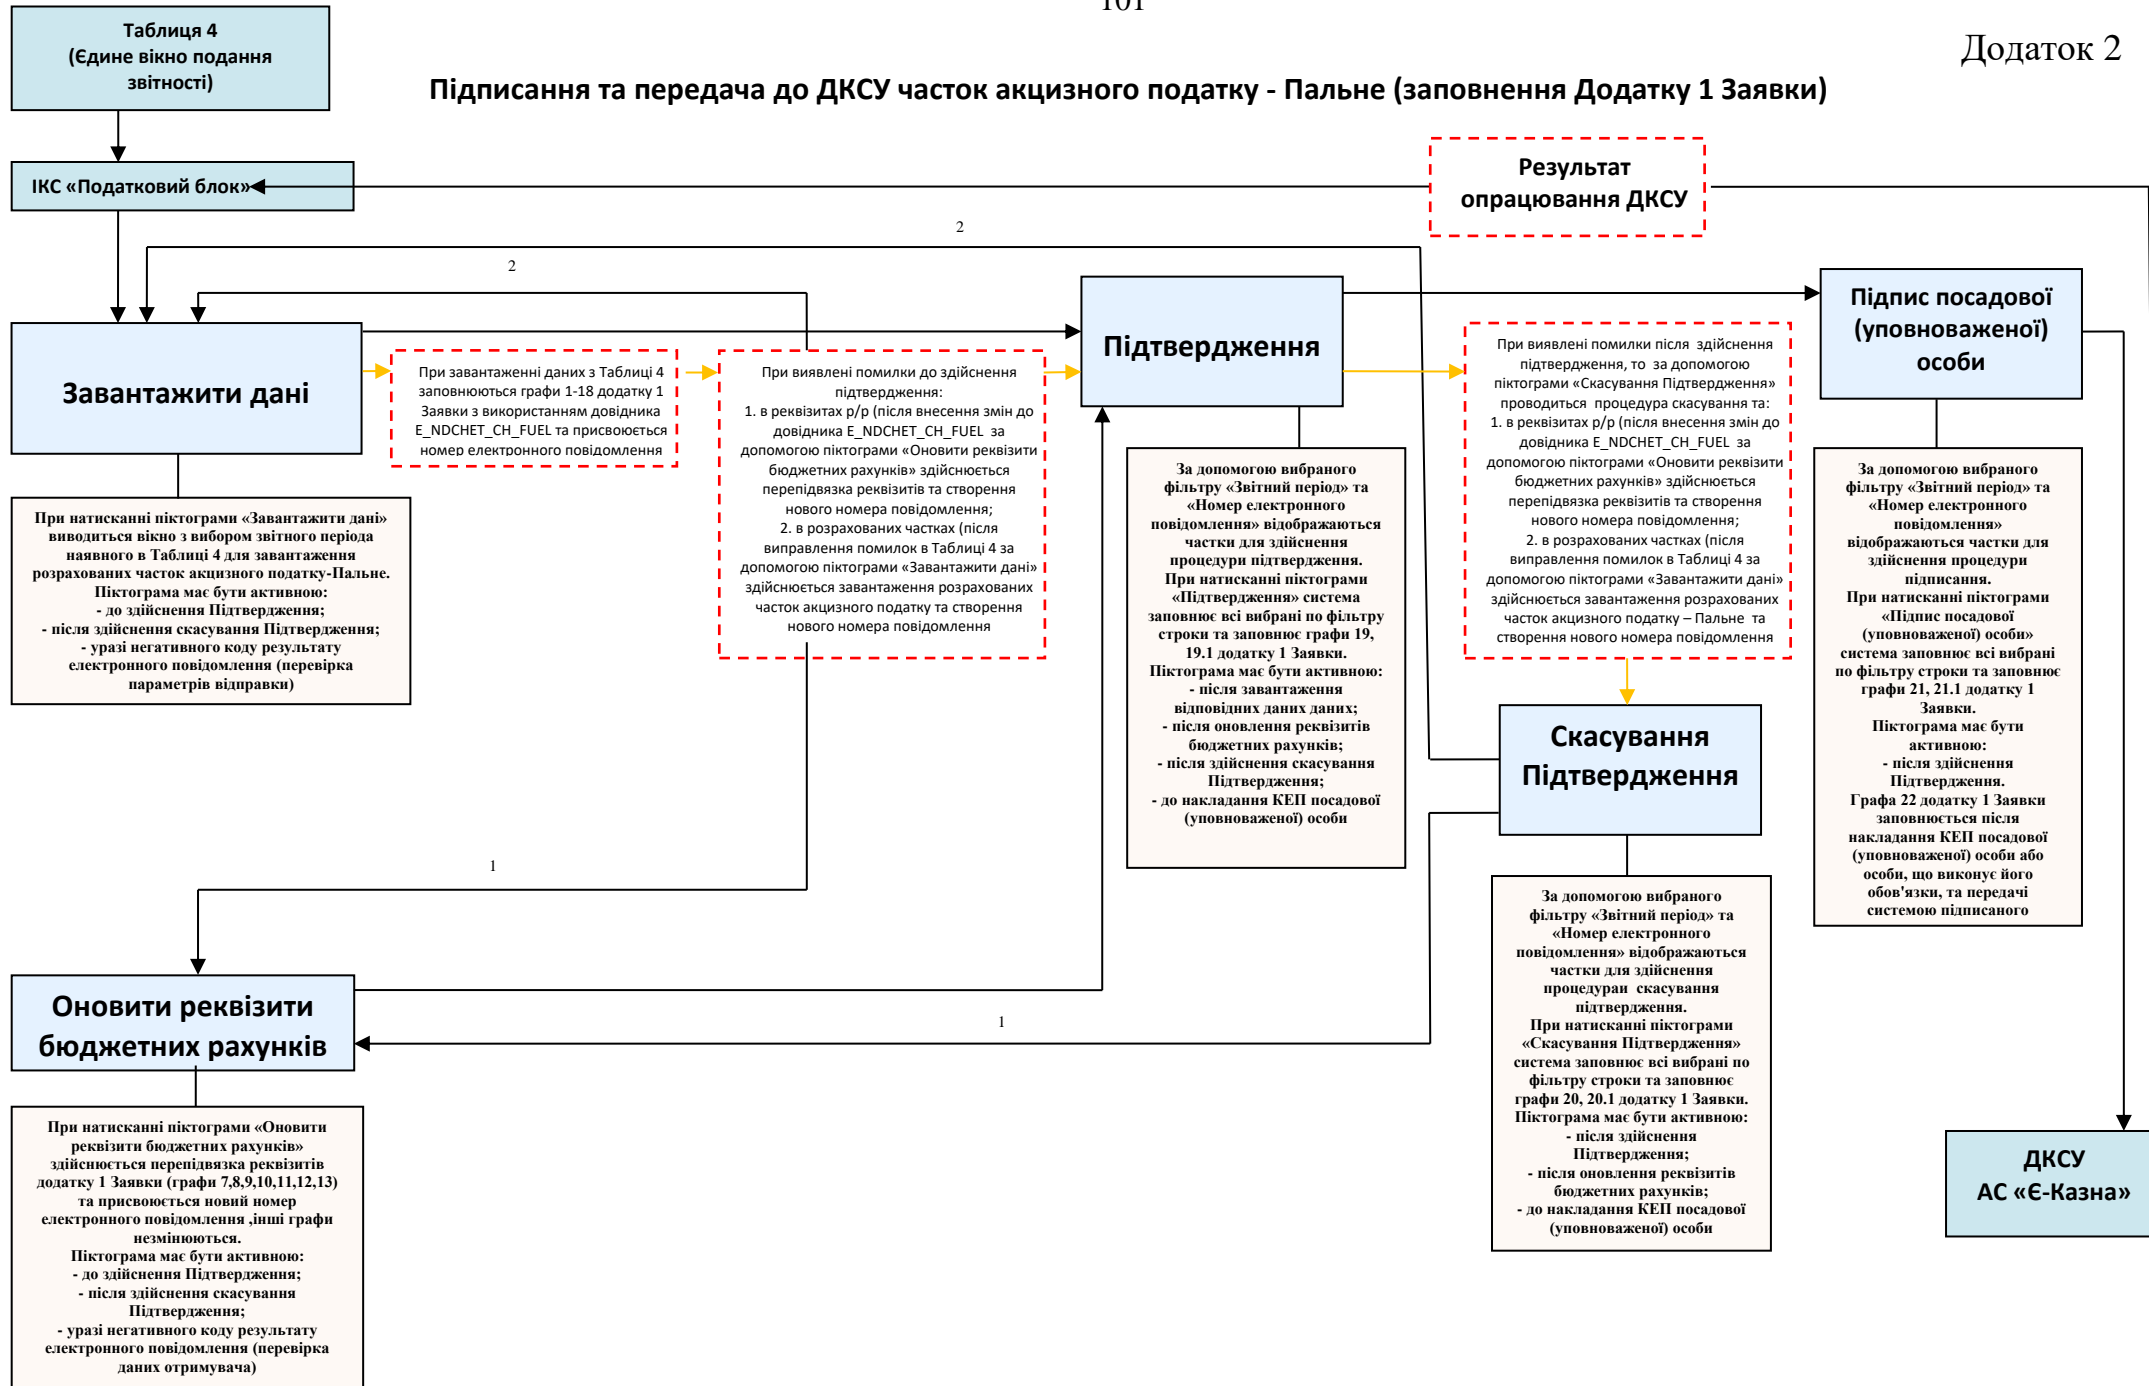 101
Додаток 2
Таблиця 4
(Єдине вікно подання
звітності)
Підписання та передача до ДКСУ часток акцизного податку - Пальне (заповнення Додатку 1 Заявки)
ІКС «Податковий блок»
Результат
опрацювання ДКСУ
2
2
Завантажити дані
При завантаженні даних з Таблиці 4
заповнюються графи 1-18 додатку 1
Заявки з використанням довідника
E_NDCHET_CH_FUEL та присвоюється
номер електронного повідомлення
При виявлені помилки до здійснення
підтвердження:
1. в реквізитах р/р (після внесення змін до
довідника E_NDCHET_CH_FUEL за
допомогою піктограми «Оновити реквізити
бюджетних рахунків» здійснюється
перепідвязка реквізитів та створення
нового номера повідомлення;
2. в розрахованих частках (після
виправлення помилок в Таблиці 4 за
допомогою піктограми «Завантажити дані»
здійснюється завантаження розрахованих
часток акцизного податку та створення
нового номера повідомлення
Підтвердження
При виявлені помилки після здійснення
підтвердження, то за допомогою
піктограми «Скасування Підтвердження»
проводиться процедура скасування та:
1. в реквізитах р/р (після внесення змін до
довідника E_NDCHET_CH_FUEL за
допомогою піктограми «Оновити реквізити
бюджетних рахунків» здійснюється
перепідвязка реквізитів та створення
нового номера повідомлення;
2. в розрахованих частках (після
виправлення помилок в Таблиці 4 за
допомогою піктограми «Завантажити дані»
здійснюється завантаження розрахованих
часток акцизного податку – Пальне та
створення нового номера повідомлення
Підпис посадової
(уповноваженої)
особи
При натисканні піктограми «Завантажити дані»
виводиться вікно з вибором звітного періода
наявного в Таблиці 4 для завантаження
розрахованих часток акцизного податку-Пальне.
Піктограма має бути активною:
- до здійснення Підтвердження;
- після здійснення скасування Підтвердження;
- уразі негативного коду результату
електронного повідомлення (перевірка
параметрів відправки)
За допомогою вибраного
фільтру «Звітний період» та
«Номер електронного
повідомлення» відображаються
частки для здійснення
процедури підтвердження.
При натисканні піктограми
«Підтвердження» система
заповнює всі вибрані по фільтру
строки та заповнює графи 19,
19.1 додатку 1 Заявки.
Піктограма має бути активною:
- після завантаження
відповідних даних даних;
- після оновлення реквізитів
бюджетних рахунків;
- після здійснення скасування
Підтвердження;
- до накладання КЕП посадової
(уповноваженої) особи
За допомогою вибраного
фільтру «Звітний період» та
«Номер електронного
повідомлення»
відображаються частки для
здійснення процедури
підписання.
При натисканні піктограми
«Підпис посадової
(уповноваженої) особи»
система заповнює всі вибрані
по фільтру строки та заповнює
графи 21, 21.1 додатку 1
Заявки.
Піктограма має бути
активною:
- після здійснення
Підтвердження.
Графа 22 додатку 1 Заявки
заповнюється після
накладання КЕП посадової
(уповноваженої) особи або
особи, що виконує його
обов'язки, та передачі
системою підписаного
Скасування
Підтвердження
1
За допомогою вибраного
фільтру «Звітний період» та
«Номер електронного
повідомлення» відображаються
частки для здійснення
процедураи скасування
підтвердження.
При натисканні піктограми
«Скасування Підтвердження»
система заповнює всі вибрані по
фільтру строки та заповнює
графи 20, 20.1 додатку 1 Заявки.
Піктограма має бути активною:
- після здійснення
Підтвердження;
- після оновлення реквізитів
бюджетних рахунків;
- до накладання КЕП посадової
(уповноваженої) особи
Оновити реквізити
бюджетних рахунків
1
При натисканні піктограми «Оновити
реквізити бюджетних рахунків»
здійснюється перепідвязка реквізитів
додатку 1 Заявки (графи 7,8,9,10,11,12,13)
та присвоюється новий номер
електронного повідомлення ,інші графи
незмінюються.
Піктограма має бути активною:
- до здійснення Підтвердження;
- після здійснення скасування
Підтвердження;
- уразі негативного коду результату
електронного повідомлення (перевірка
даних отримувача)
ДКСУ
АС «Є-Казна»